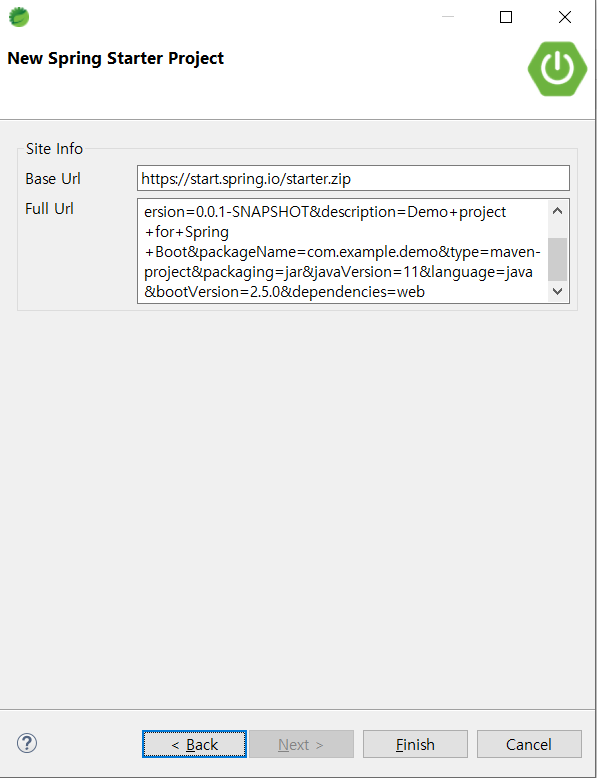 New Spring Starter Project
Site Info
Base Url
https://start.spring.io/starter.zip
Full Url
ersion=0.0.1-SNAPSHOT&description=Demo+project
+for+Spring
+Boot&packageName=com.example.demo&type=maven-
project&packaging=jar&javaVersion=11&language=java
&bootVersion=2.5.0&dependencies=web
?
< Back
Next >
Finish
Cancel